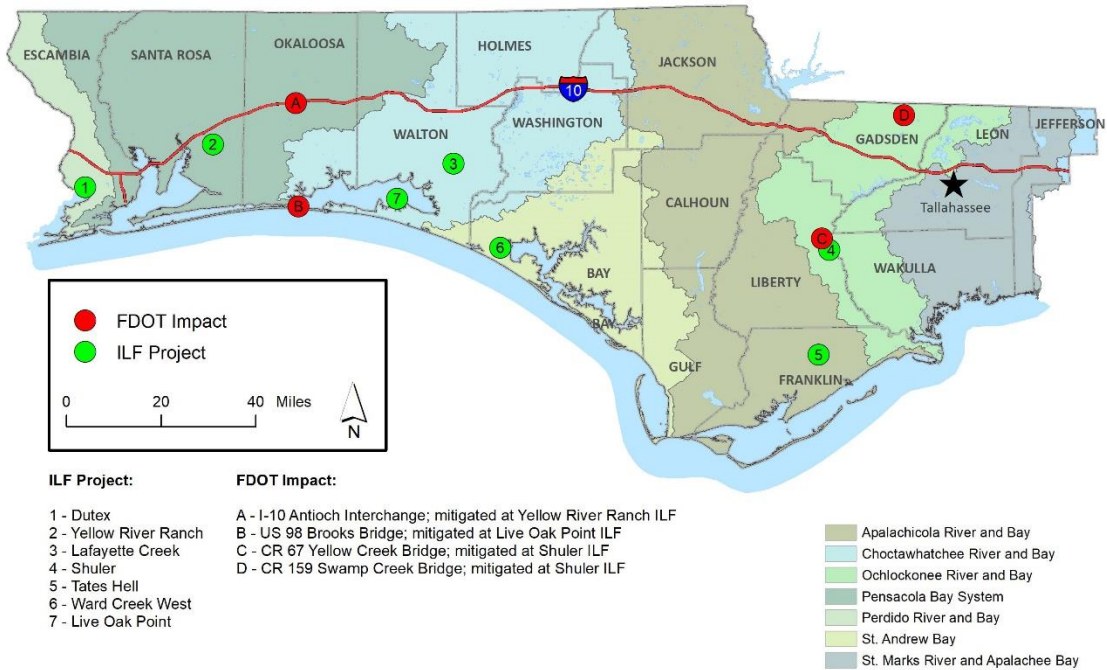 ESCAMBIA
SANTA ROSA
OKALOOSA
HOLMES
JACKSON
WALTON
WASHINGTON
10
GADSDEN
LEON
JEFFERSON
Tallahassee
CALHOUN
BAY
BAY
LIBERTY
WAKULLA
GULF
FRANKLIN
A
B
C
D
1
2
3
4
5
6
7
FDOT Impact
ILF Project
0 20 40 Miles
N
ILF Project:
1 - Dutex
2 - Yellow River Ranch
3 - Lafayette Creek
4 - Shuler
5 - Tates Hell
6 - Ward Creek West
7 - Live Oak Point
FDOT Impact:
A - I-10 Antioch Interchange; mitigated at Yellow River Ranch ILF
B - US 98 Brooks Bridge; mitigated at Live Oak Point ILF
C - CR 67 Yellow Creek Bridge; mitigated at Shuler ILF
D - CR 159 Swamp Creek Bridge; mitigated at Shuler ILF
Apalachicola River and Bay
Choctawhatchee River and Bay
Ochlockonee River and Bay
Pensacola Bay System
Perdido River and Bay
St. Andrew Bay
St. Marks River and Apalachee Bay